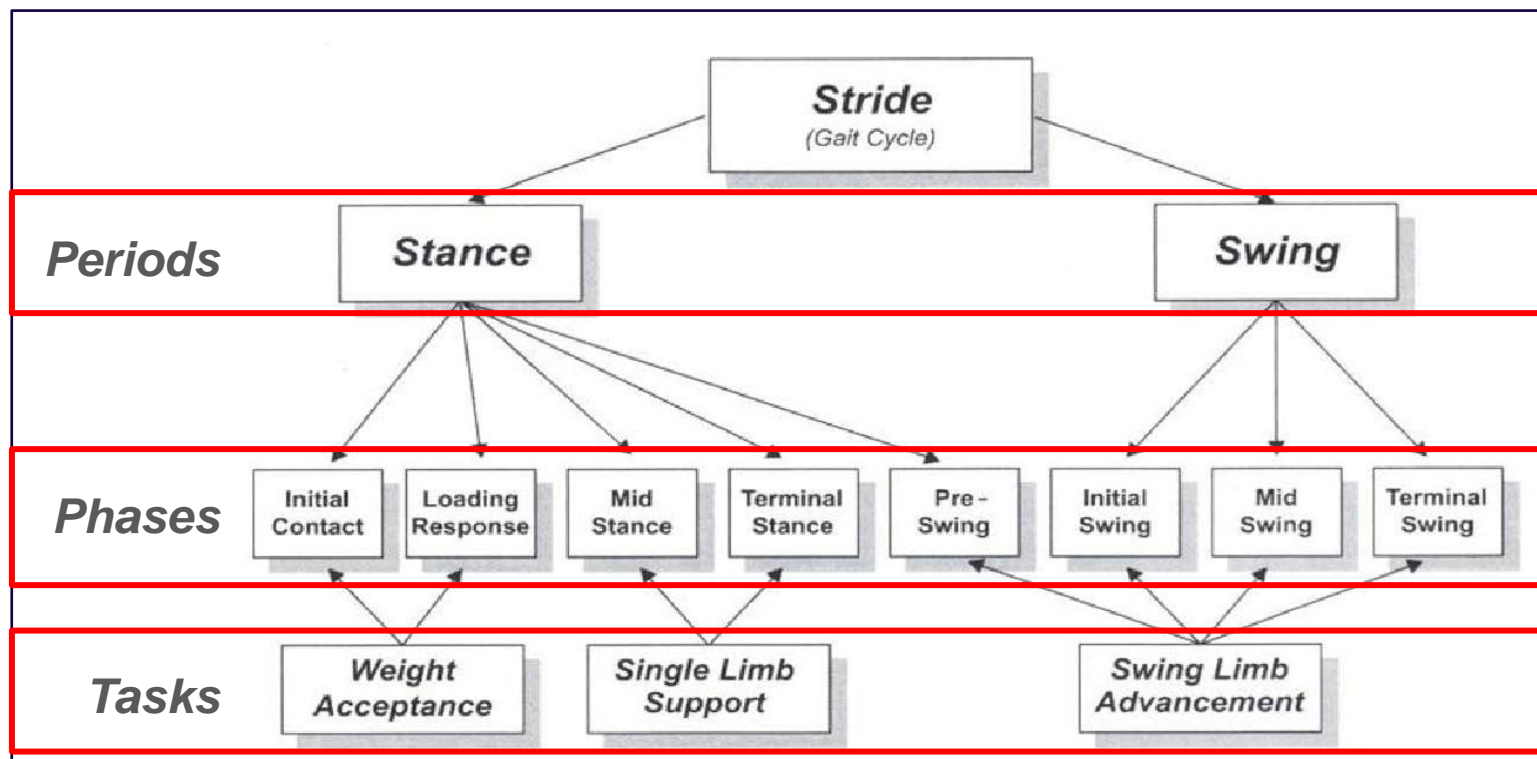 Stride
(Gait Cycle)
Periods
Stance
Swing
Phases
Initial
Contact
Loading
Response
Mid
Stance
Terminal
Stance
Pre -
Swing
Initial
Swing
Mid
Swing
Terminal
Swing
Tasks
Weight
Acceptance
Single Limb
Support
Swing Limb
Advancement